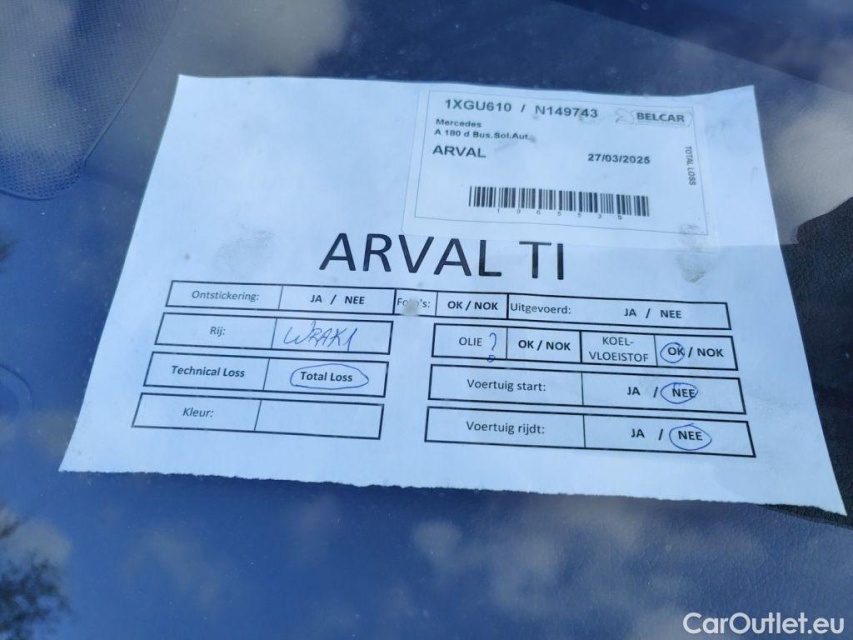 1XGU610 / N149743 BELCAR
Mercedes
A 180 d Bus.Sol.Aut.
ARVAL 27/03/2025
TOTAL LOSS
ARVAL TI
Ontstickering: JA / NEE Foto's: OK / NOK Uitgevoerd: JA / NEE
Rij: WRAK1 OLIE ? OK / NOK KOEL-
VLOEISTOF OK / NOK
Technical Loss Total Loss Voertuig start: JA / NEE
Kleur: Voertuig rijdt: JA / NEE
CarOutlet.eu